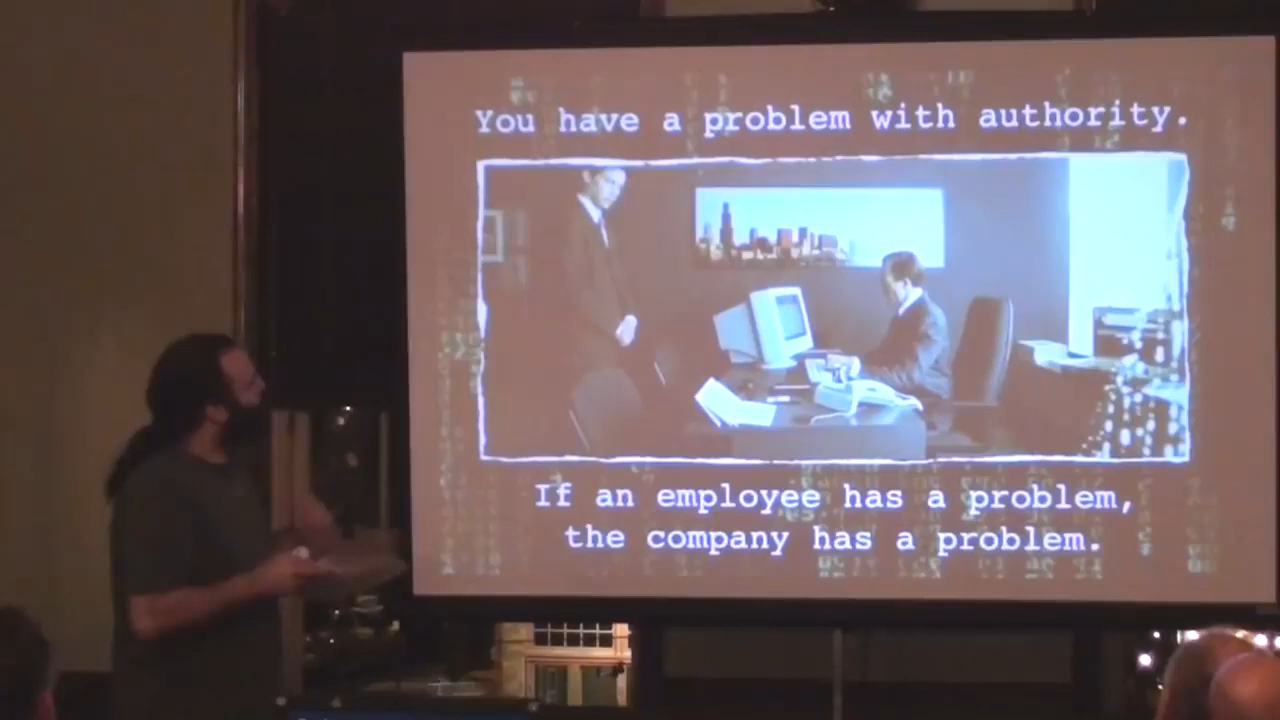 You have a problem with authority.
If an employee has a problem,
the company has a problem.